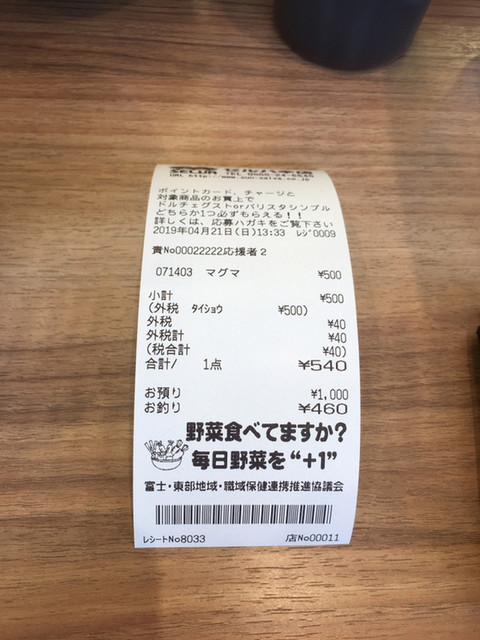 SELVA TEL
URL http://www.
ポイントカード、チャージと
対象商品のお買上で
ドルチェグストorバリスタシンプル
どちらか1つ必ずもらえる!!
詳しくは、応募ハガキをご覧下さい
2019年04月21日(日)13:33 レジ0009
責No00022222応援者2
071403 マグマ ¥500
小計 ¥500
(外税 タイショウ ¥500)
外税 ¥40
外税計 ¥40
(税合計 ¥40)
合計/ 1点 ¥540
お預り ¥1,000
お釣り ¥460
野菜食べてますか?
毎日野菜を“+1”
富士・東部地域・職域保健連携推進協議会
レシートNo8033 店No00011